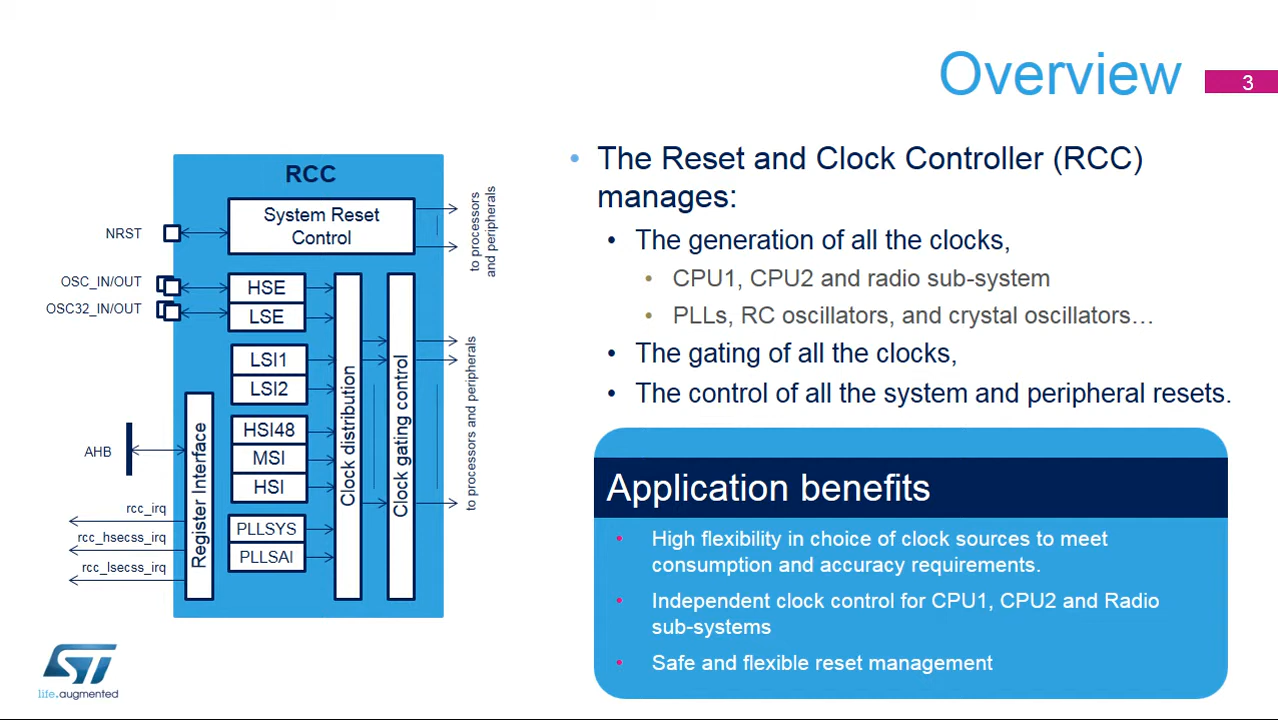 Overview
3
RCC
System Reset
Control
NRST
OSC_IN/OUT
OSC32_IN/OUT
HSE
LSE
LSI1
LSI2
HSI48
MSI
HSI
PLLSYS
PLLSAI
Clock distribution
Clock gating control
Register Interface
AHB
rcc_irq
rcc_hsecss_irq
rcc_lsecss_irq
to processors
and peripherals
to processors and peripherals
• The Reset and Clock Controller (RCC)
manages:
• The generation of all the clocks,
• CPU1, CPU2 and radio sub-system
• PLLs, RC oscillators, and crystal oscillators…
• The gating of all the clocks,
• The control of all the system and peripheral resets.
Application benefits
• High flexibility in choice of clock sources to meet
consumption and accuracy requirements.
• Independent clock control for CPU1, CPU2 and Radio
sub-systems
• Safe and flexible reset management
ST
life.augmented